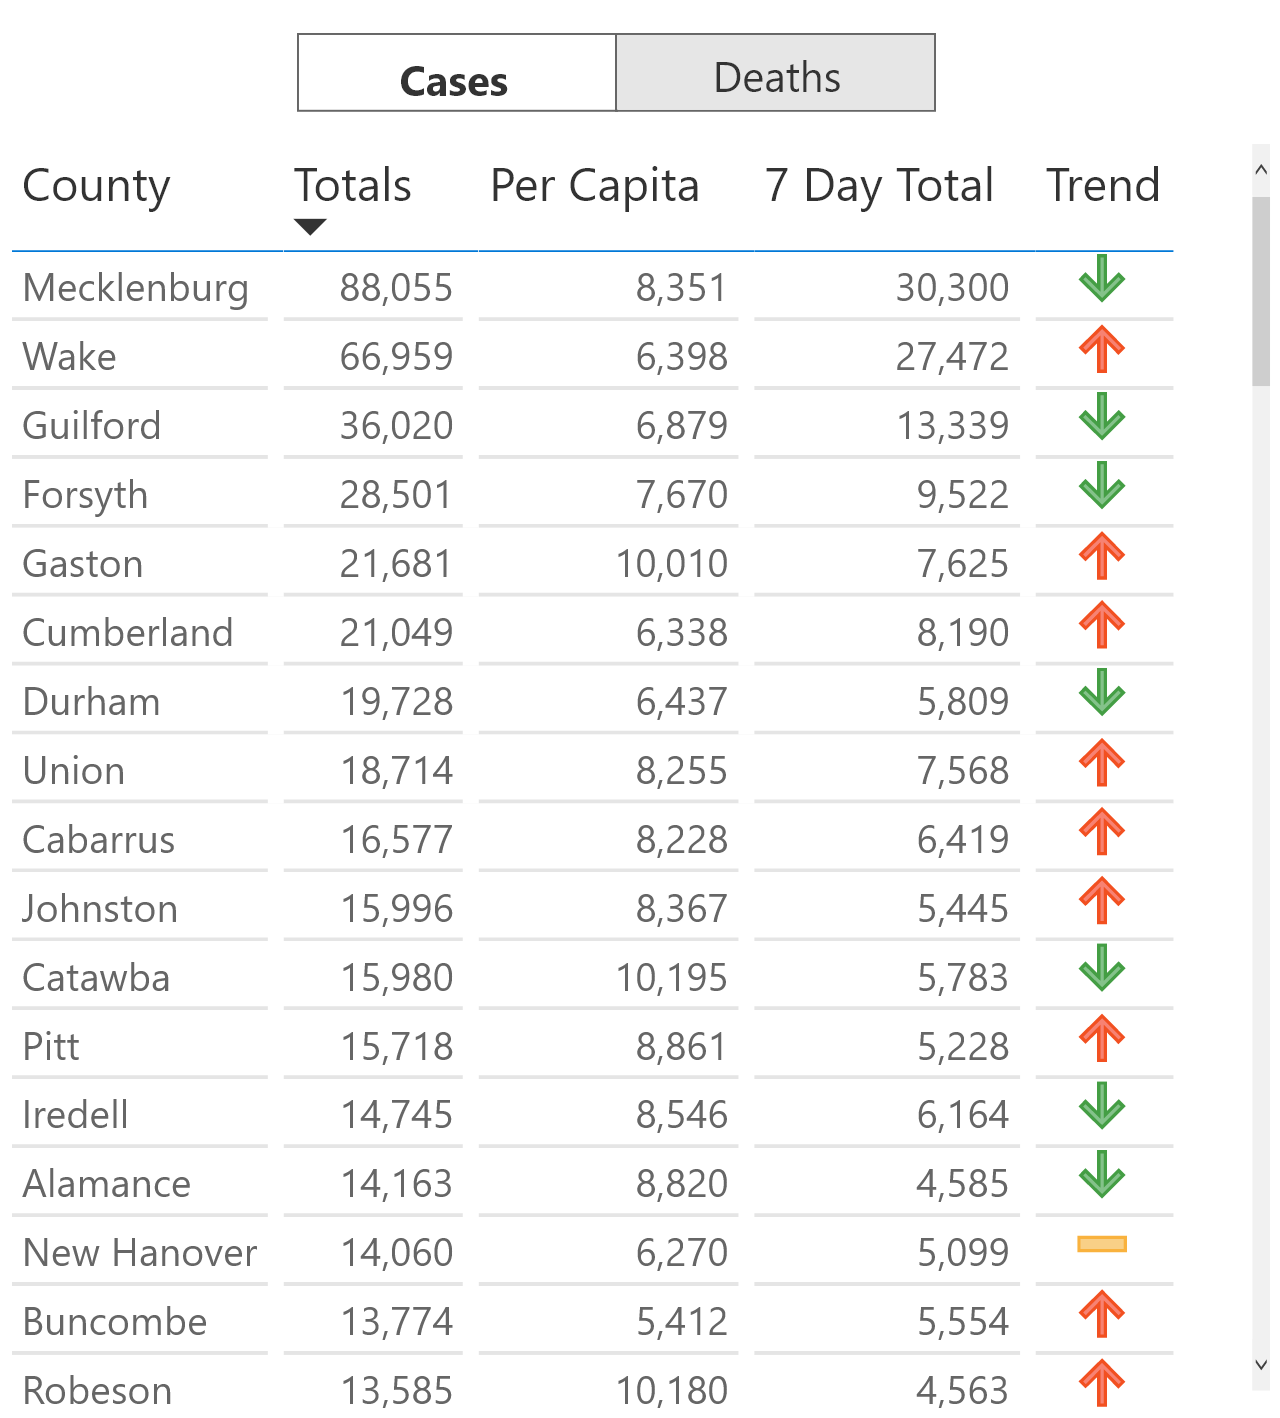 Cases Deaths
County Totals Per Capita 7 Day Total Trend
Mecklenburg 88,055 8,351 30,300
Wake 66,959 6,398 27,472
Guilford 36,020 6,879 13,339
Forsyth 28,501 7,670 9,522
Gaston 21,681 10,010 7,625
Cumberland 21,049 6,338 8,190
Durham 19,728 6,437 5,809
Union 18,714 8,255 7,568
Cabarrus 16,577 8,228 6,419
Johnston 15,996 8,367 5,445
Catawba 15,980 10,195 5,783
Pitt 15,718 8,861 5,228
Iredell 14,745 8,546 6,164
Alamance 14,163 8,820 4,585
New Hanover 14,060 6,270 5,099
Buncombe 13,774 5,412 5,554
Robeson 13,585 10,180 4,563